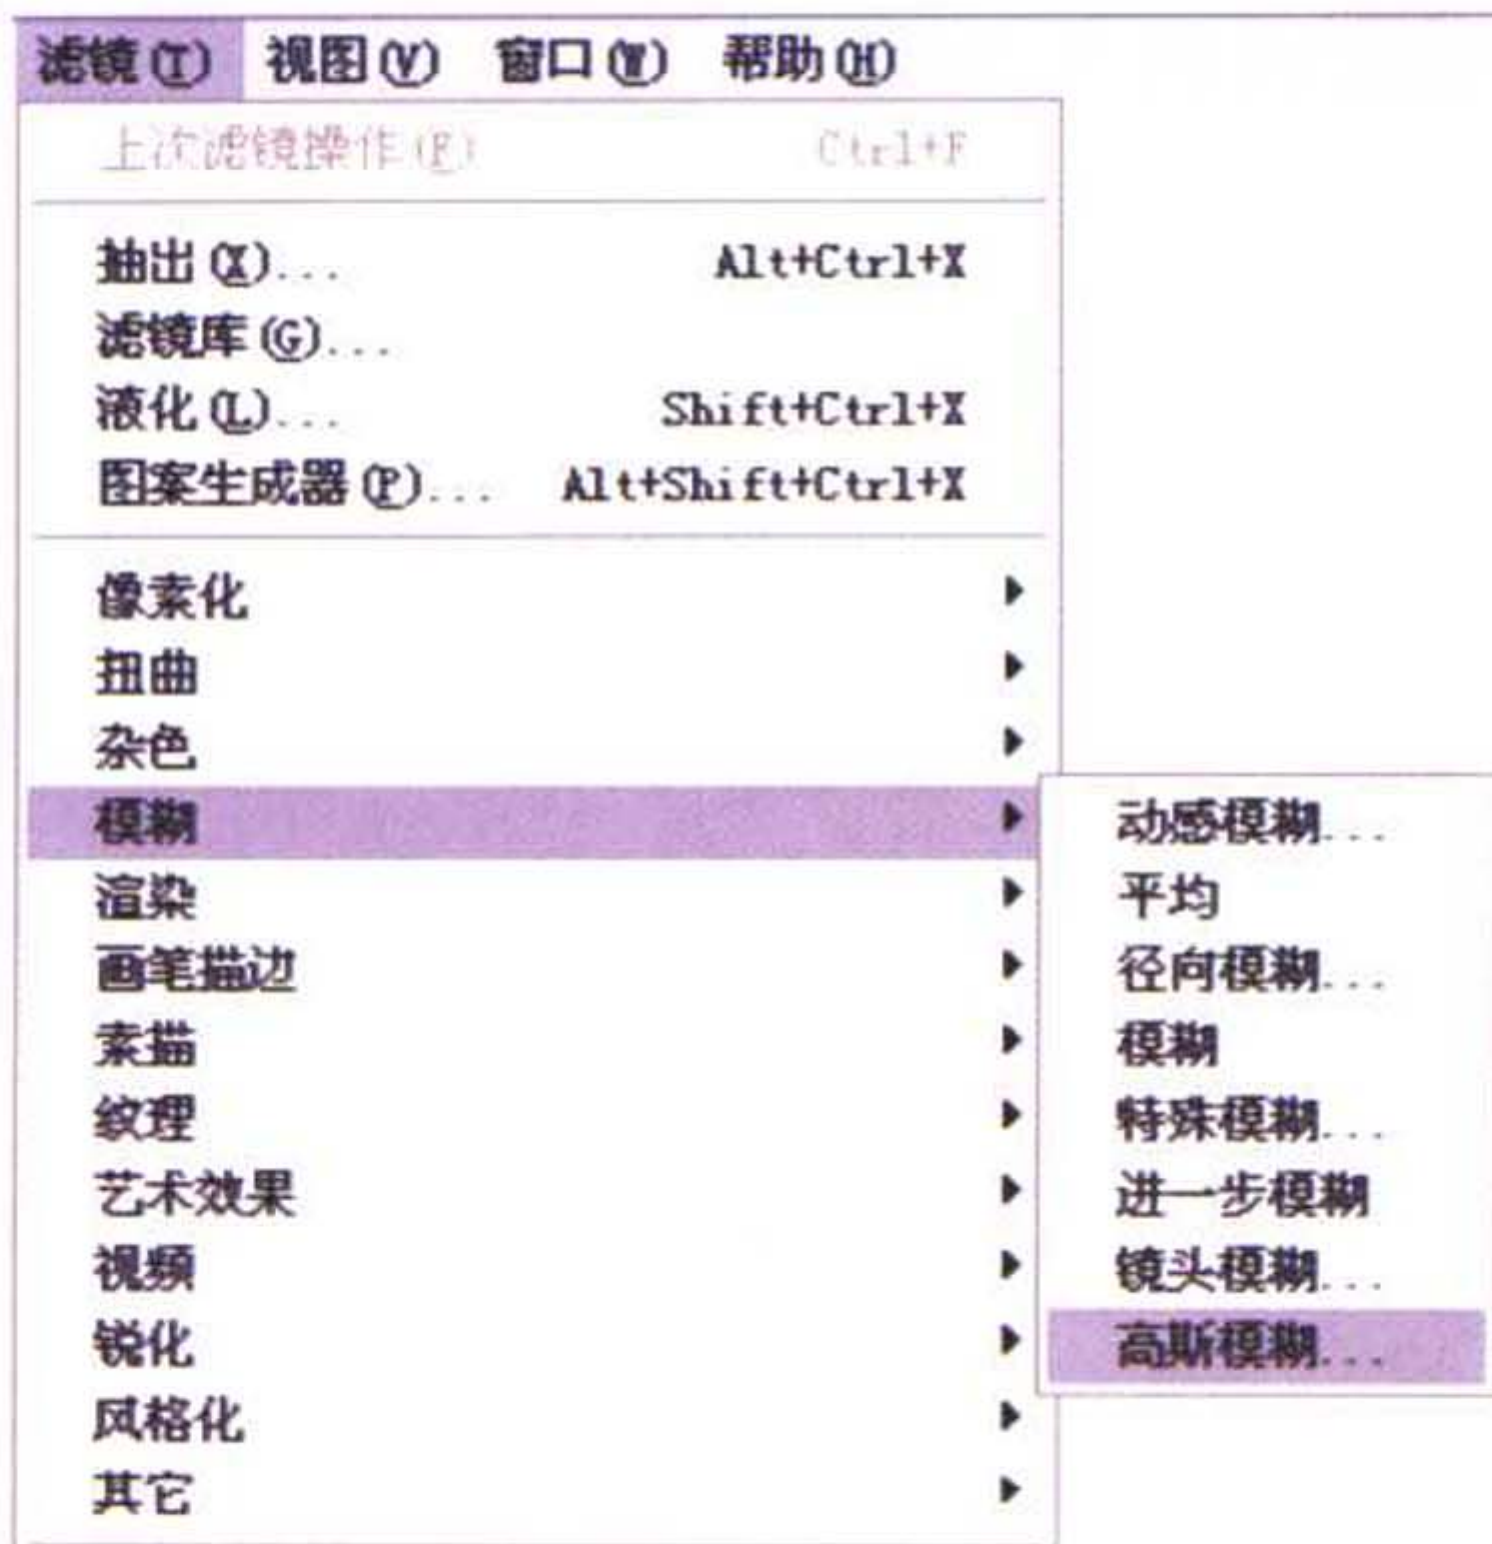 滤镜(T) 视图(V) 窗口(W) 帮助(H)
上次滤镜操作(F) Ctrl+F
抽出(X)... Alt+Ctrl+X
滤镜库(G)...
液化(L)... Shift+Ctrl+X
图案生成器(P)... Alt+Shift+Ctrl+X
像素化
扭曲
杂色
模糊
渲染
画笔描边
素描
纹理
艺术效果
视频
锐化
风格化
其它
动感模糊...
平均
径向模糊...
模糊
特殊模糊...
进一步模糊
镜头模糊...
高斯模糊...